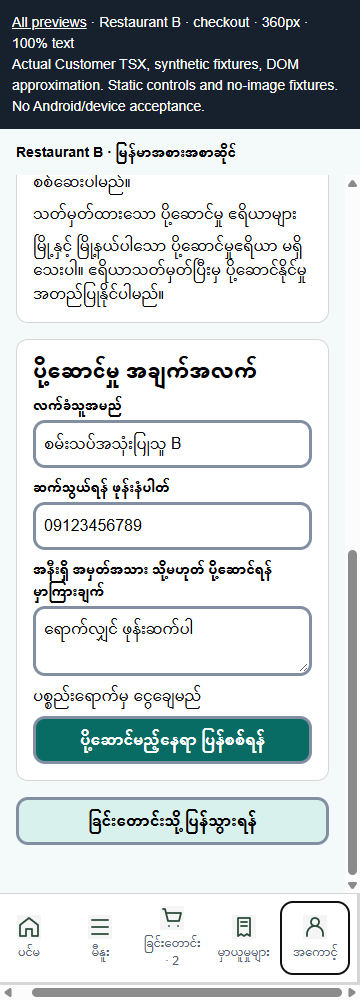 All previews · Restaurant B · checkout · 360px ·
100% text
Actual Customer TSX, synthetic fixtures, DOM
approximation. Static controls and no-image fixtures.
No Android/device acceptance.
Restaurant B · မြန်မာအစားအစာဆိုင်
စစ်ဆေးပါမည်။
သတ်မှတ်ထားသော ပို့ဆောင်မှု ဧရိယာများ
မြို့နှင့် မြို့နယ်ပါသော ပို့ဆောင်မှုဧရိယာ မရှိ
သေးပါ။ ဧရိယာသတ်မှတ်ပြီးမှ ပို့ဆောင်နိုင်မှု
အတည်ပြုနိုင်ပါမည်။
ပို့ဆောင်မှု အချက်အလက်
လက်ခံသူအမည်
စမ်းသပ်အသုံးပြုသူ B
ဆက်သွယ်ရန် ဖုန်းနံပါတ်
09123456789
အနီးရှိ အမှတ်အသား သို့မဟုတ် ပို့ဆောင်ရန်
မှာကြားချက်
ရောက်လျှင် ဖုန်းဆက်ပါ
ပစ္စည်းရောက်မှ ငွေချေမည်
ပို့ဆောင်မည့်နေရာ ပြန်စစ်ရန်
ခြင်းတောင်းသို့ ပြန်သွားရန်
ပင်မ
မီနူး
ခြင်းတောင်း
· 2
မှာယူမှုများ
အကောင့်